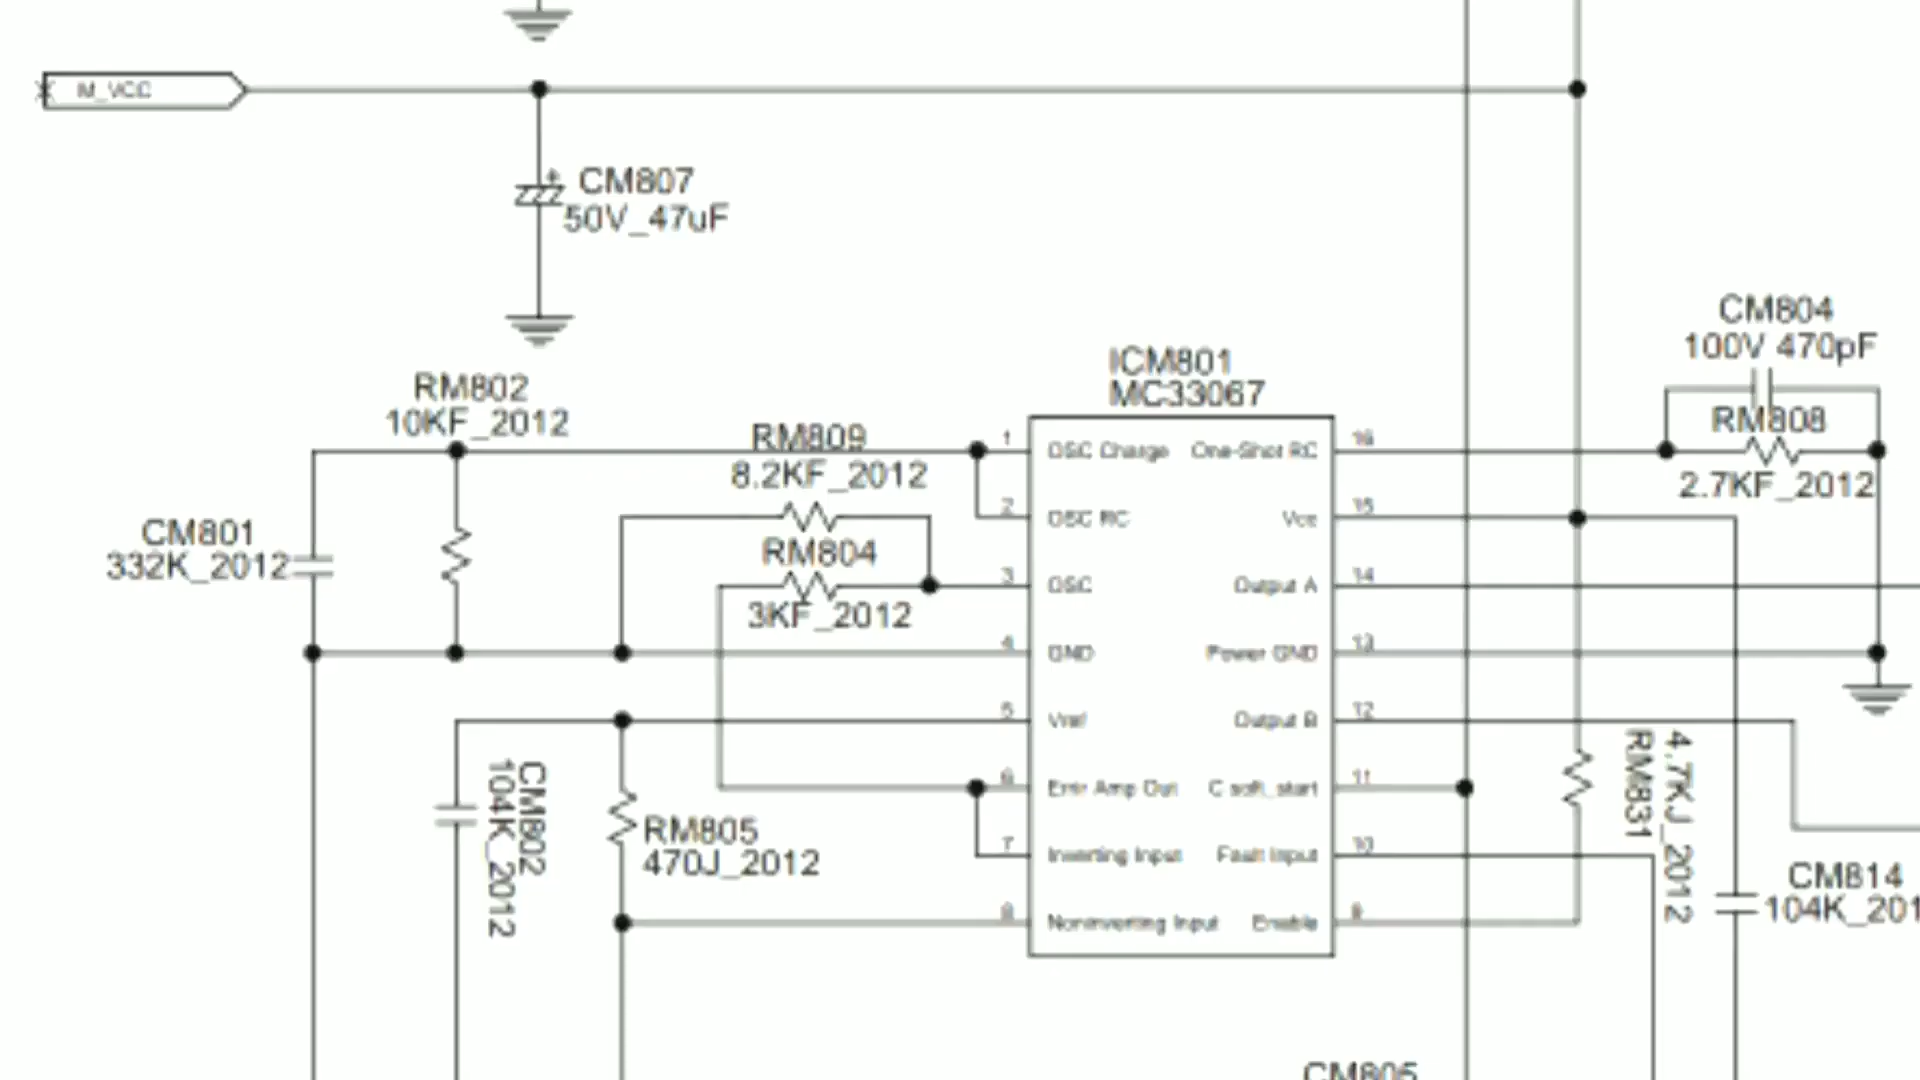 M_VCC
CM807
50V_47uF
CM804
100V 470pF
RM808
2.7KF_2012
ICM801
MC33067
RM802
10KF_2012
RM809
8.2KF_2012
RM804
3KF_2012
CM801
332K_2012
1 OSC Charge One-Shot RC 16
2 OSC RC Vcc 15
3 OSC Output A 14
4 GND Power GND 13
5 Vref Output B 12
6 Error Amp Out C soft_start 11
7 Inverting Input Fault Input 10
8 Noninverting Input Enable 9
CM802
104K_2012
RM805
470J_2012
4.7KJ_2012
RM831
CM814
104K_201
CM805